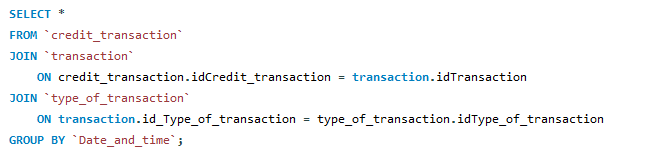 SELECT *
FROM `credit_transaction`
JOIN `transaction`
    ON credit_transaction.idCredit_transaction = transaction.idTransaction
JOIN `type_of_transaction`
    ON transaction.id_Type_of_transaction = type_of_transaction.idType_of_transaction
GROUP BY `Date_and_time`;